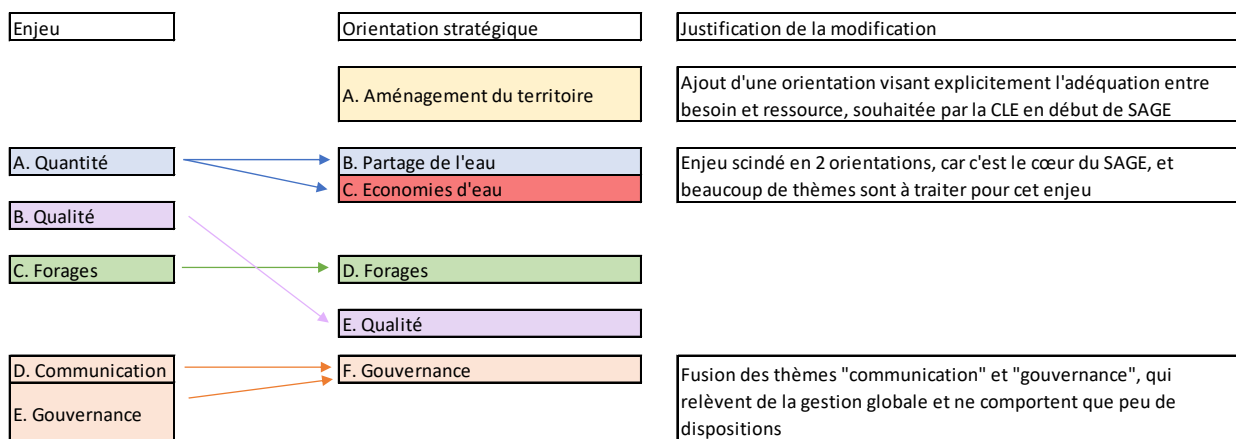 Enjeu
Orientation stratégique
Justification de la modification
A. Aménagement du territoire
Ajout d'une orientation visant explicitement l'adéquation entre
besoin et ressource, souhaitée par la CLE en début de SAGE
A. Quantité
B. Partage de l'eau
C. Economies d'eau
Enjeu scindé en 2 orientations, car c'est le cœur du SAGE, et
beaucoup de thèmes sont à traiter pour cet enjeu
B. Qualité
C. Forages
D. Forages
E. Qualité
D. Communication
E. Gouvernance
F. Gouvernance
Fusion des thèmes "communication" et "gouvernance", qui
relèvent de la gestion globale et ne comportent que peu de
dispositions